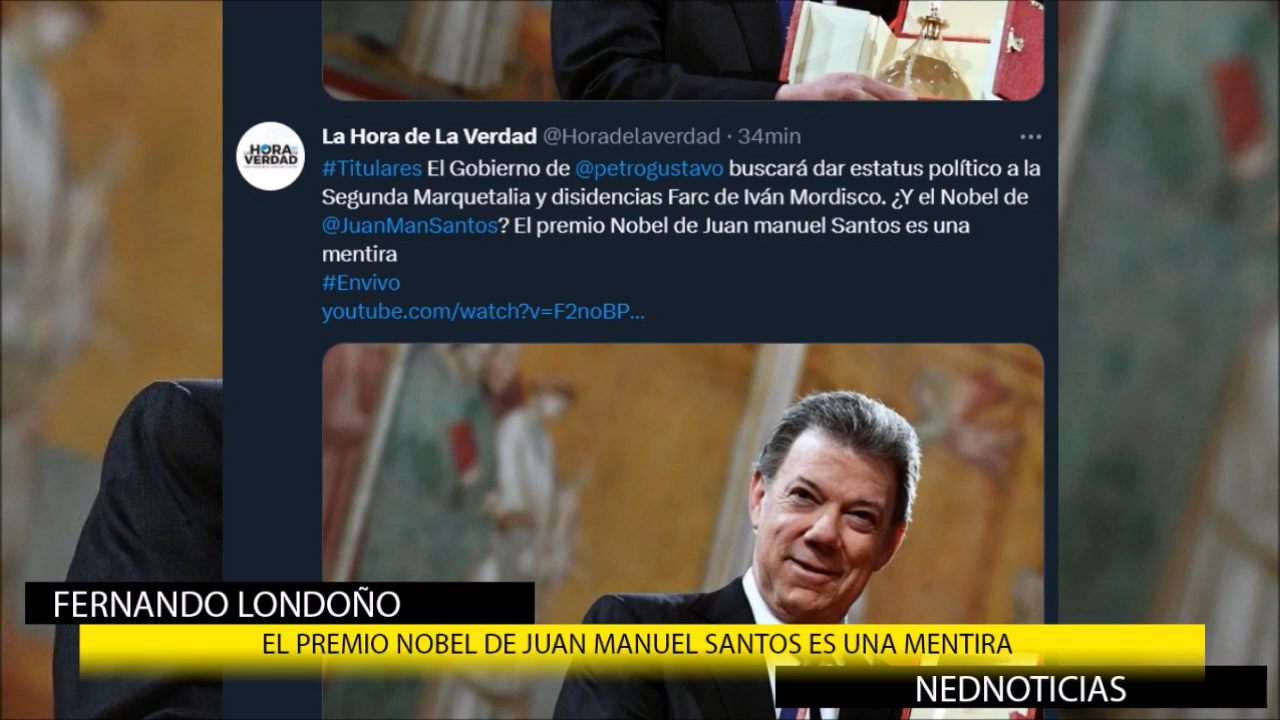 La Hora de La Verdad @Horadelaverdad · 34min
HORA
VERDAD
#Titulares El Gobierno de @petrogustavo buscará dar estatus político a la
Segunda Marquetalia y disidencias Farc de Iván Mordisco. ¿Y el Nobel de
@JuanManSantos? El premio Nobel de Juan manuel Santos es una
mentira
#Envivo
youtube.com/watch?v=F2noBP...
FERNANDO LONDOÑO
EL PREMIO NOBEL DE JUAN MANUEL SANTOS ES UNA MENTIRA
NEDNOTICIAS